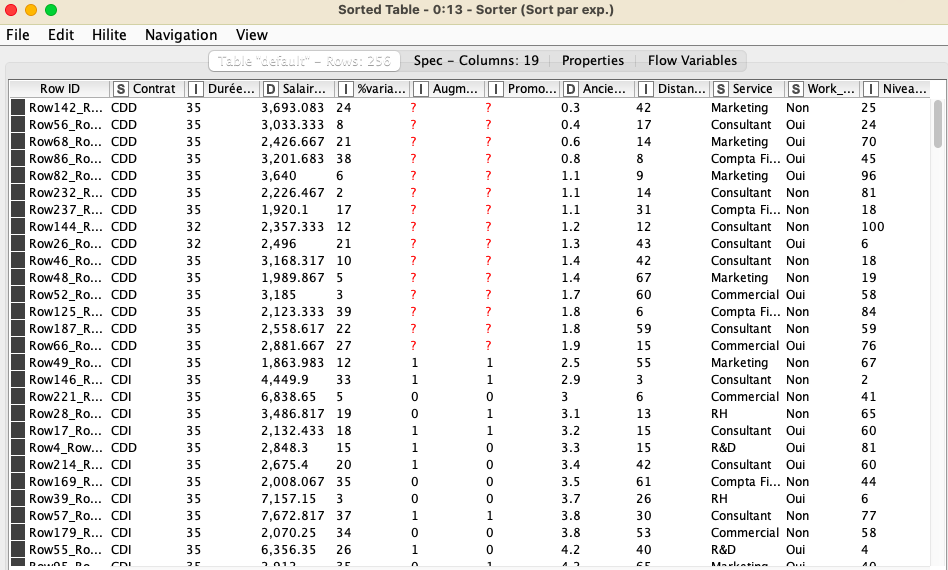 Sorted Table - 0:13 - Sorter (Sort par exp.)
File Edit Hilite Navigation View
Table "default" - Rows: 256 Spec - Columns: 19 Properties Flow Variables
Row ID S Contrat I Durée... D Salair... I %varia... I Augm... I Promo... D Ancie... I Distan... S Service S Work_... I Nivea...
Row142_R... CDD 35 3,693.083 24 ? ? 0.3 42 Marketing Non 25
Row56_Ro... CDD 35 3,033.333 8 ? ? 0.4 17 Consultant Oui 24
Row68_Ro... CDD 35 2,426.667 21 ? ? 0.6 14 Marketing Oui 70
Row86_Ro... CDD 35 3,201.683 38 ? ? 0.8 8 Compta Fi... Oui 45
Row82_Ro... CDD 35 3,640 6 ? ? 1.1 9 Marketing Oui 96
Row232_R... CDD 35 2,226.467 2 ? ? 1.1 14 Consultant Non 81
Row237_R... CDD 35 1,920.1 17 ? ? 1.1 31 Compta Fi... Non 18
Row144_R... CDD 32 2,357.333 12 ? ? 1.2 12 Consultant Non 100
Row26_Ro... CDD 32 2,496 21 ? ? 1.3 43 Consultant Oui 6
Row46_Ro... CDD 35 3,168.317 10 ? ? 1.4 42 Consultant Non 18
Row48_Ro... CDD 35 1,989.867 5 ? ? 1.4 67 Marketing Non 19
Row52_Ro... CDD 35 3,185 3 ? ? 1.7 60 Commercial Oui 58
Row125_R... CDD 35 2,123.333 39 ? ? 1.8 6 Compta Fi... Non 84
Row187_R... CDD 35 2,558.617 22 ? ? 1.8 59 Consultant Non 59
Row66_Ro... CDD 35 2,881.667 27 ? ? 1.9 15 Commercial Oui 76
Row49_Ro... CDI 35 1,863.983 12 1 1 2.5 55 Marketing Non 67
Row146_R... CDI 35 4,449.9 33 1 1 2.9 3 Consultant Non 2
Row221_R... CDI 35 6,838.65 5 0 0 3 6 Commercial Non 41
Row28_Ro... CDI 35 3,486.817 19 0 1 3.1 13 RH Non 65
Row17_Ro... CDI 35 2,132.433 18 1 1 3.2 15 Consultant Oui 60
Row4_Row... CDD 35 2,848.3 15 1 0 3.3 15 R&D Oui 81
Row214_R... CDI 35 2,675.4 20 1 0 3.4 42 Consultant Oui 60
Row169_R... CDI 35 2,008.067 35 0 0 3.5 61 Compta Fi... Non 44
Row39_Ro... CDI 35 7,157.15 3 0 0 3.7 26 RH Oui 6
Row57_Ro... CDI 35 7,672.817 37 1 1 3.8 30 Consultant Non 77
Row179_R... CDI 35 2,070.25 34 0 0 3.8 53 Commercial Non 58
Row55_Ro... CDI 35 6,356.35 26 1 0 4.2 40 R&D Oui 4